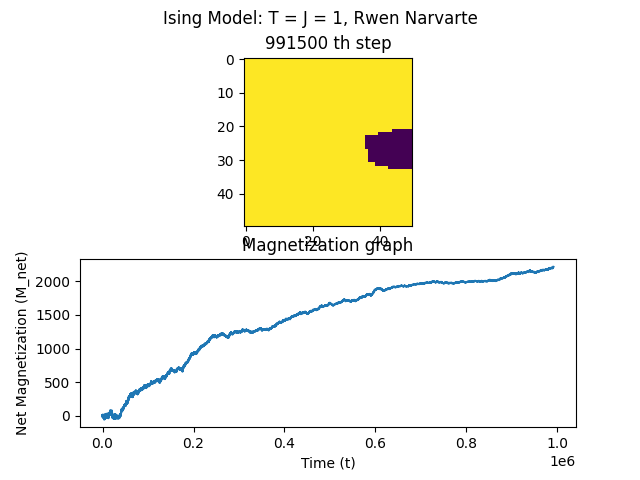 Ising Model: T = J = 1, Rwen Narvarte
991500 th step
0
10
20
30
40
0 20 40
Magnetization graph
Net Magnetization (M_net)
2000
1500
1000
500
0
0.0 0.2 0.4 0.6 0.8 1.0
1e6
Time (t)